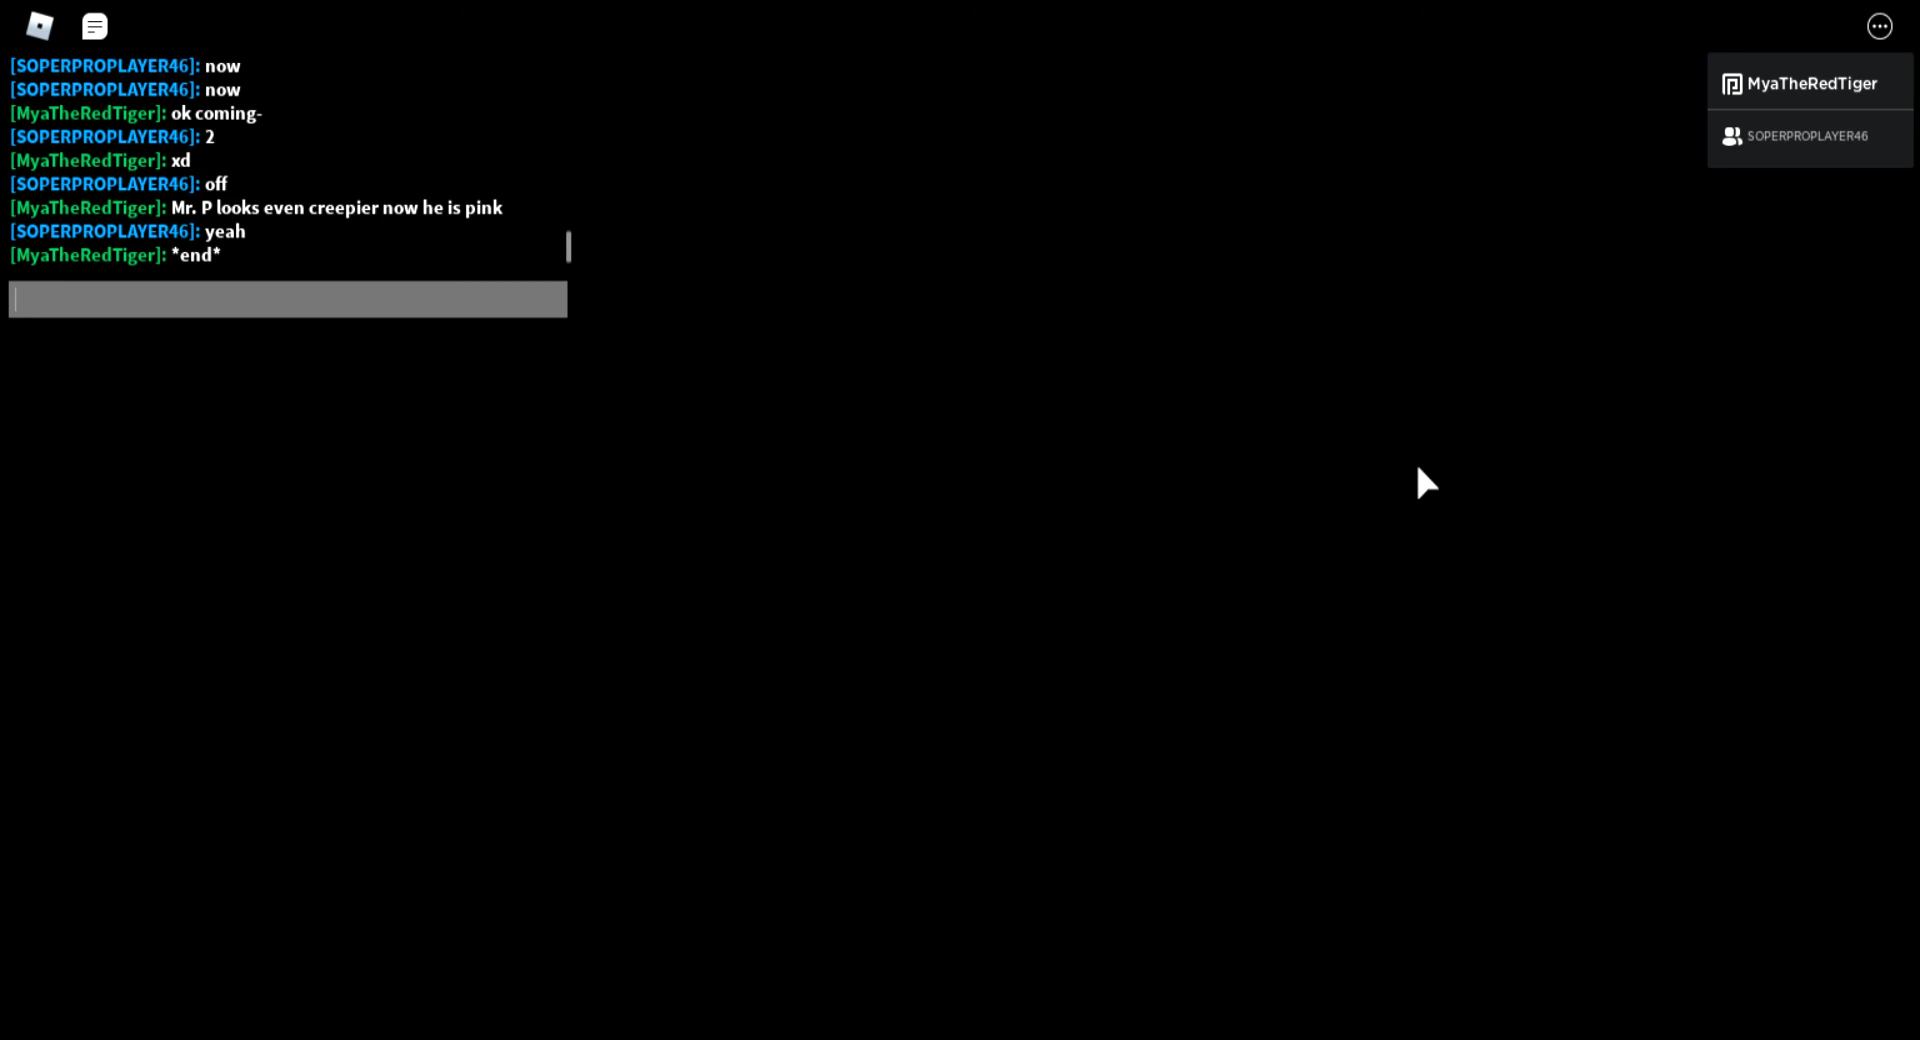 [SOPERPROPLAYER46]: now
[SOPERPROPLAYER46]: now
[MyaTheRedTiger]: ok coming-
[SOPERPROPLAYER46]: 2
[MyaTheRedTiger]: xd
[SOPERPROPLAYER46]: off
[MyaTheRedTiger]: Mr. P looks even creepier now he is pink
[SOPERPROPLAYER46]: yeah
[MyaTheRedTiger]: *end*
MyaTheRedTiger
SOPERPROPLAYER46